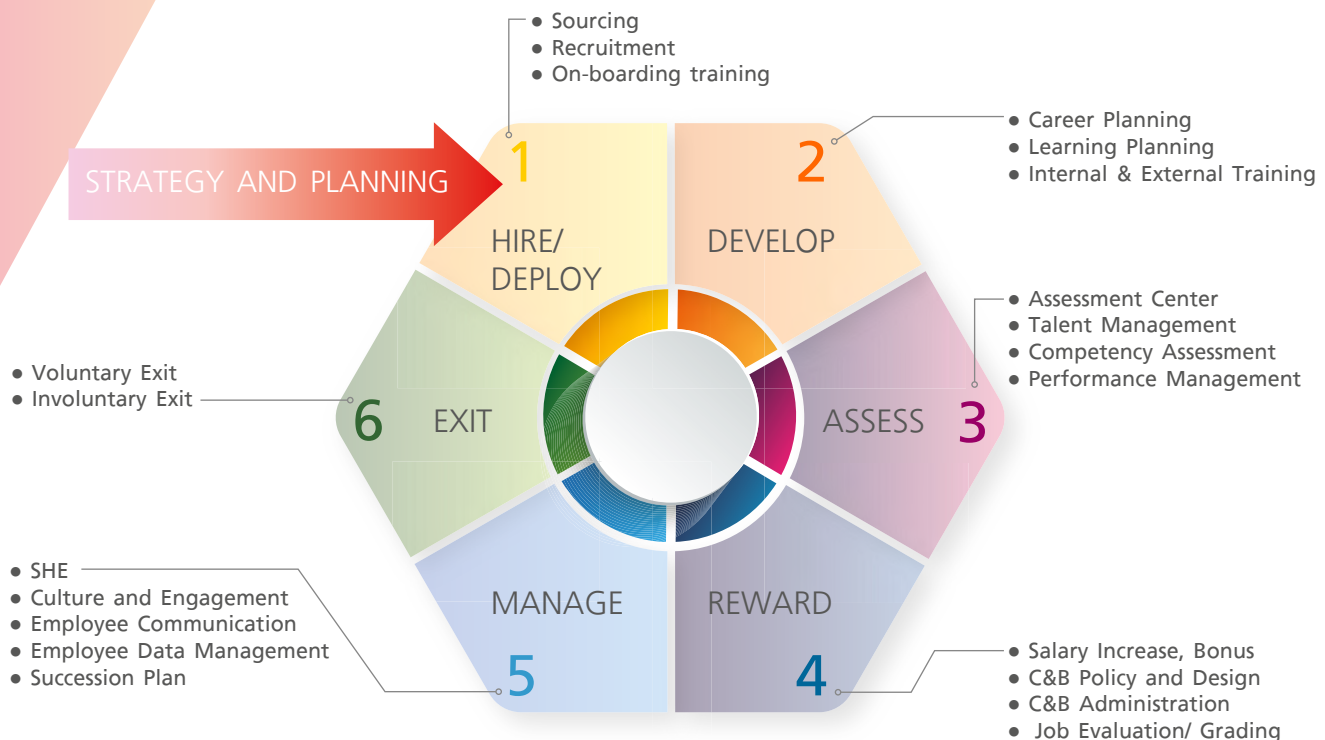 ● Sourcing
● Recruitment
● On-boarding training
STRATEGY AND PLANNING
1
HIRE/
DEPLOY
2
DEVELOP
● Career Planning
● Learning Planning
● Internal & External Training
ASSESS
3
● Assessment Center
● Talent Management
● Competency Assessment
● Performance Management
REWARD
4
● Salary Increase, Bonus
● C&B Policy and Design
● C&B Administration
● Job Evaluation/ Grading
MANAGE
5
● SHE
● Culture and Engagement
● Employee Communication
● Employee Data Management
● Succession Plan
6
EXIT
● Voluntary Exit
● Involuntary Exit